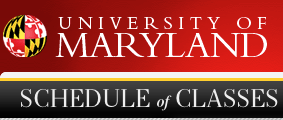 UNIVERSITY OF
MARYLAND
SCHEDULE of CLASSES